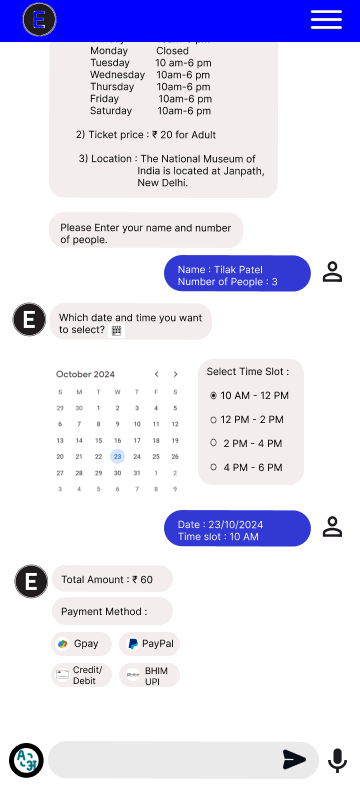 E
Monday Closed
Tuesday 10 am-6 pm
Wednesday 10am-6 pm
Thursday 10am-6 pm
Friday 10am-6 pm
Saturday 10am-6 pm
2) Ticket price : ₹ 20 for Adult
3) Location : The National Museum of
India is located at Janpath,
New Delhi.
Please Enter your name and number
of people.
Name : Tilak Patel
Number of People : 3
E
Which date and time you want
to select?
October 2024 < >
S M T W T F S
29 30 1 2 3 4 5
6 7 8 9 10 11 12
13 14 15 16 17 18 19
20 21 22 23 24 25 26
27 28 29 30 31 1 2
3 4 5 6 7 8 9
Select Time Slot :
10 AM - 12 PM
12 PM - 2 PM
2 PM - 4 PM
4 PM - 6 PM
Date : 23/10/2024
Time slot : 10 AM
E
Total Amount : ₹ 60
Payment Method :
Gpay PayPal
Credit/
Debit
BHIM
UPI
A अ